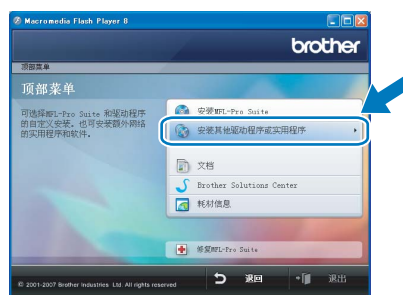 Macromedia Flash Player 8
brother
顶部菜单
顶部菜单
可选择MFL-Pro Suite 和驱动程序
的自定义安装。也可安装额外网络
的实用程序和软件。
安装MFL-Pro Suite
安装其他驱动程序或实用程序
文档
Brother Solutions Center
耗材信息
修复MFL-Pro Suite
© 2001-2007 Brother Industries Ltd. All rights reserved
退回
退出